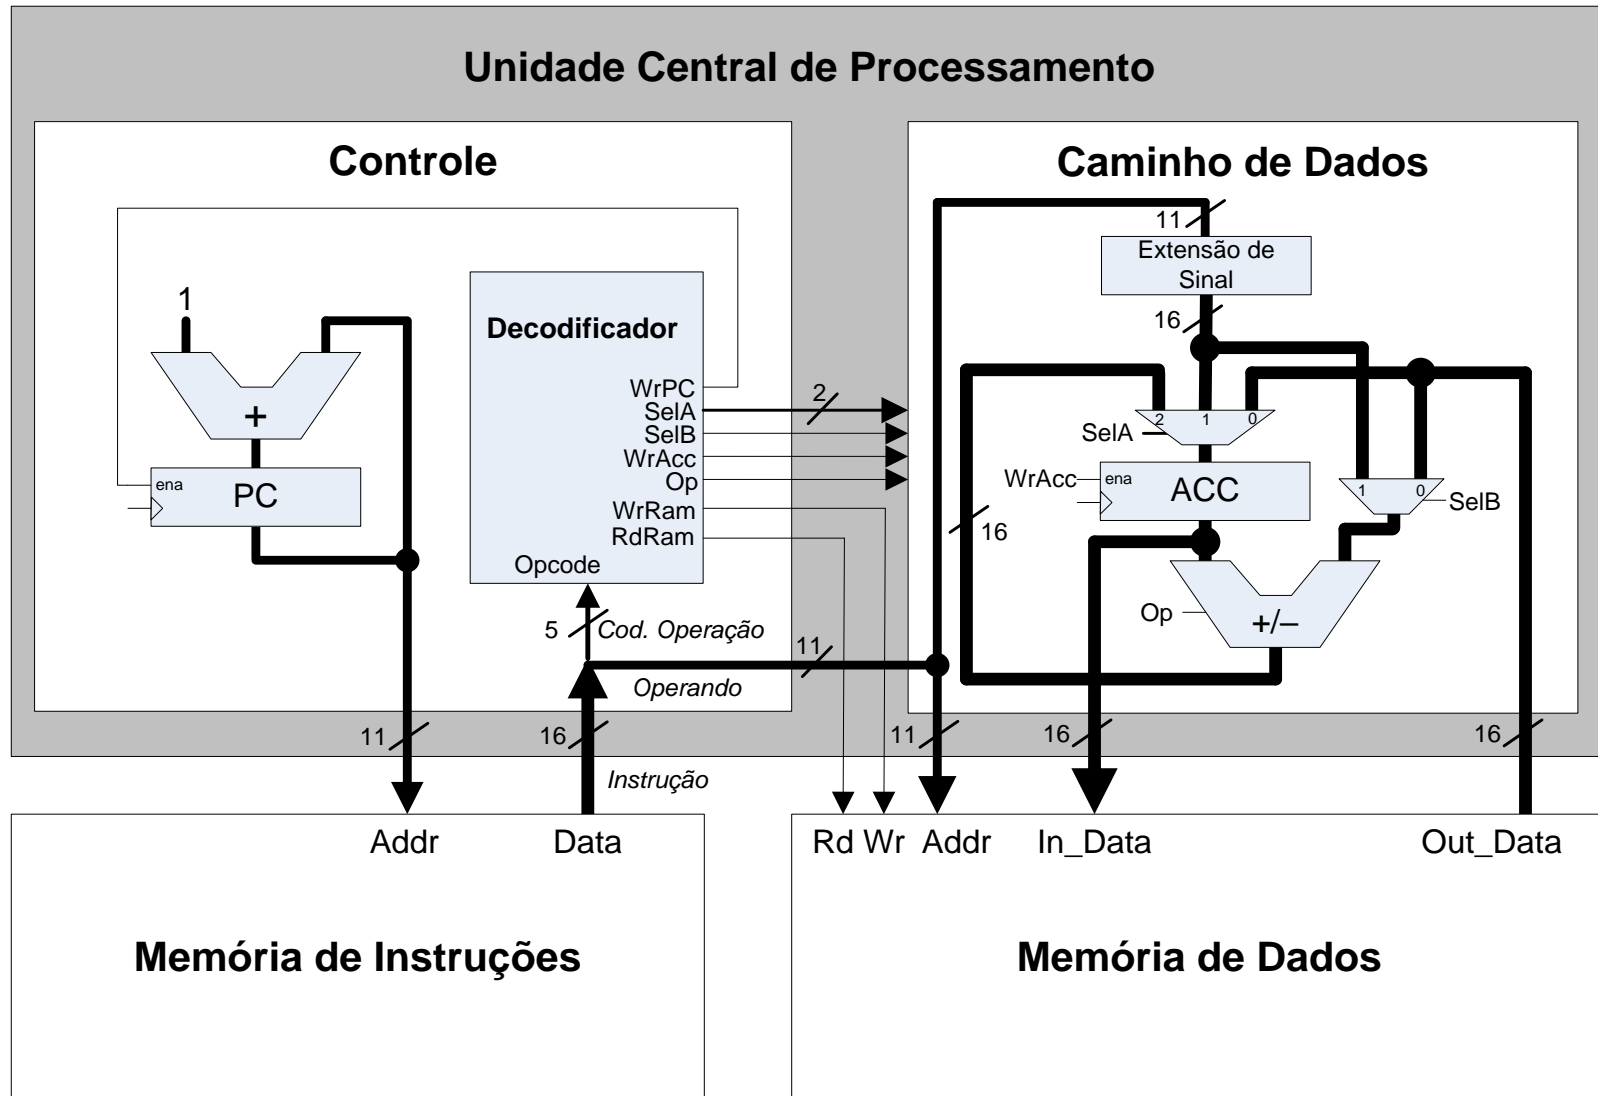 Unidade Central de Processamento
Controle
1
+
ena
PC
Decodificador
WrPC
SelA
SelB
WrAcc
Op
WrRam
RdRam
Opcode
2
5
Cod. Operação
11
Operando
11
16
Instrução
Caminho de Dados
11
Extensão de
Sinal
16
2
1
0
SelA
WrAcc
ena
ACC
1
0
SelB
16
Op
+/–
11
16
16
Addr
Data
Memória de Instruções
Rd
Wr
Addr
In_Data
Out_Data
Memória de Dados